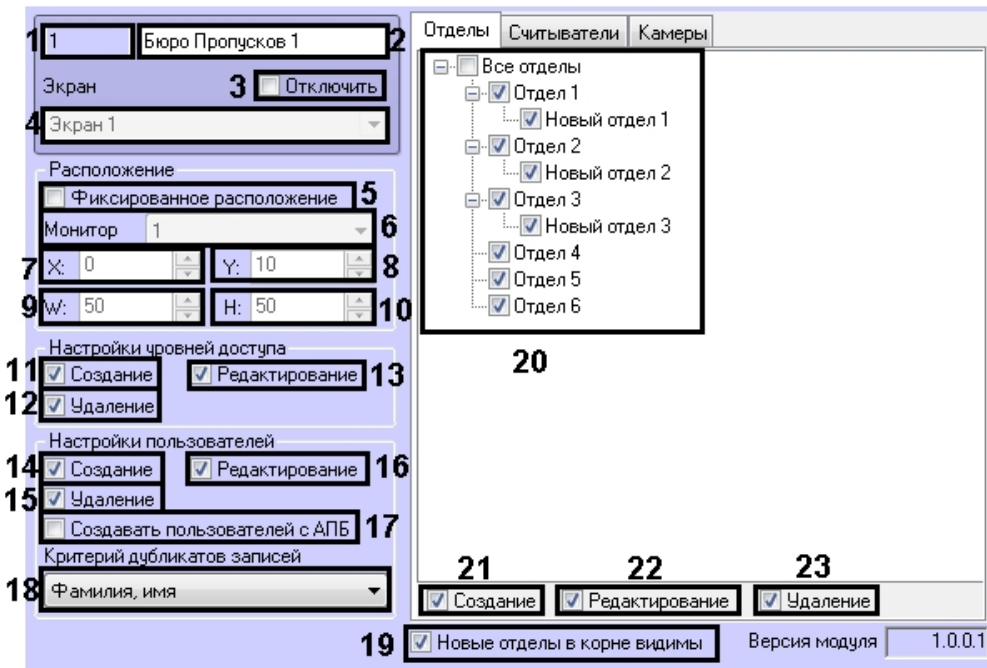 1 1 Бюро Пропусков 1 2
Экран 3 Отключить
4 Экран 1
Расположение
Фиксированное расположение 5
Монитор 1 6
7 X: 0 Y: 10 8
9 W: 50 H: 50 10
Настройки уровней доступа
11 Создание Редактирование 13
12 Удаление
Настройки пользователей
14 Создание Редактирование 16
15 Удаление
Создавать пользователей с АПБ 17
Критерий дубликатов записей
18 Фамилия, имя
Отделы Считыватели Камеры
Все отделы
Отдел 1
Новый отдел 1
Отдел 2
Новый отдел 2
Отдел 3
Новый отдел 3
Отдел 4
Отдел 5
Отдел 6
20
21 22 23
Создание Редактирование Удаление
19 Новые отделы в корне видимы Версия модуля 1.0.0.1